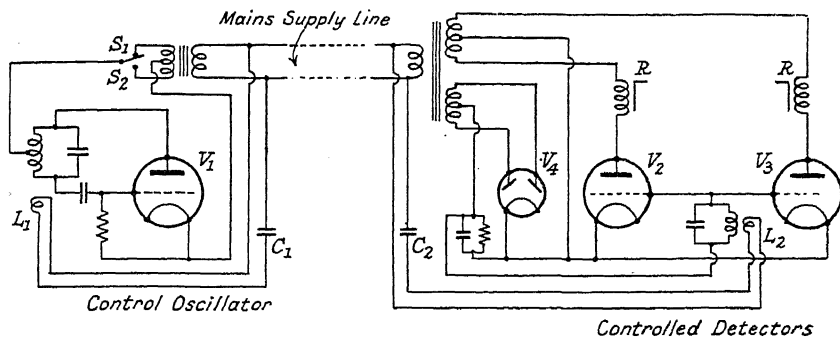 Mains Supply Line
S1
S2
R
R
V1
V4
V2
V3
L1
C1
C2
L2
Control Oscillator
Controlled Detectors